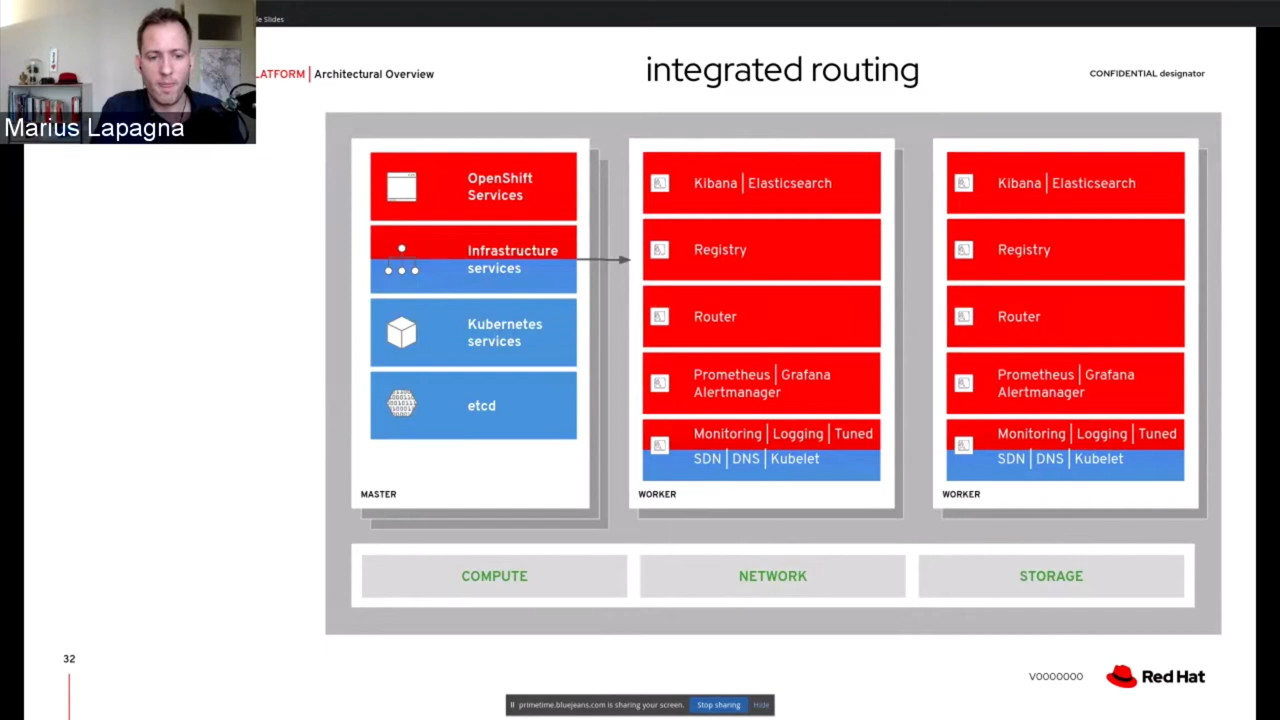 le Slides
Marius Lapagna
LATFORM | Architectural Overview
integrated routing
CONFIDENTIAL designator
OpenShift
Services
Infrastructure
services
Kubernetes
services
etcd
MASTER
Kibana | Elasticsearch
Registry
Router
Prometheus | Grafana
Alertmanager
Monitoring | Logging | Tuned
SDN | DNS | Kubelet
WORKER
Kibana | Elasticsearch
Registry
Router
Prometheus | Grafana
Alertmanager
Monitoring | Logging | Tuned
SDN | DNS | Kubelet
WORKER
COMPUTE
NETWORK
STORAGE
32
V0000000
Red Hat
primetime.bluejeans.com is sharing your screen.
Stop sharing
Hide